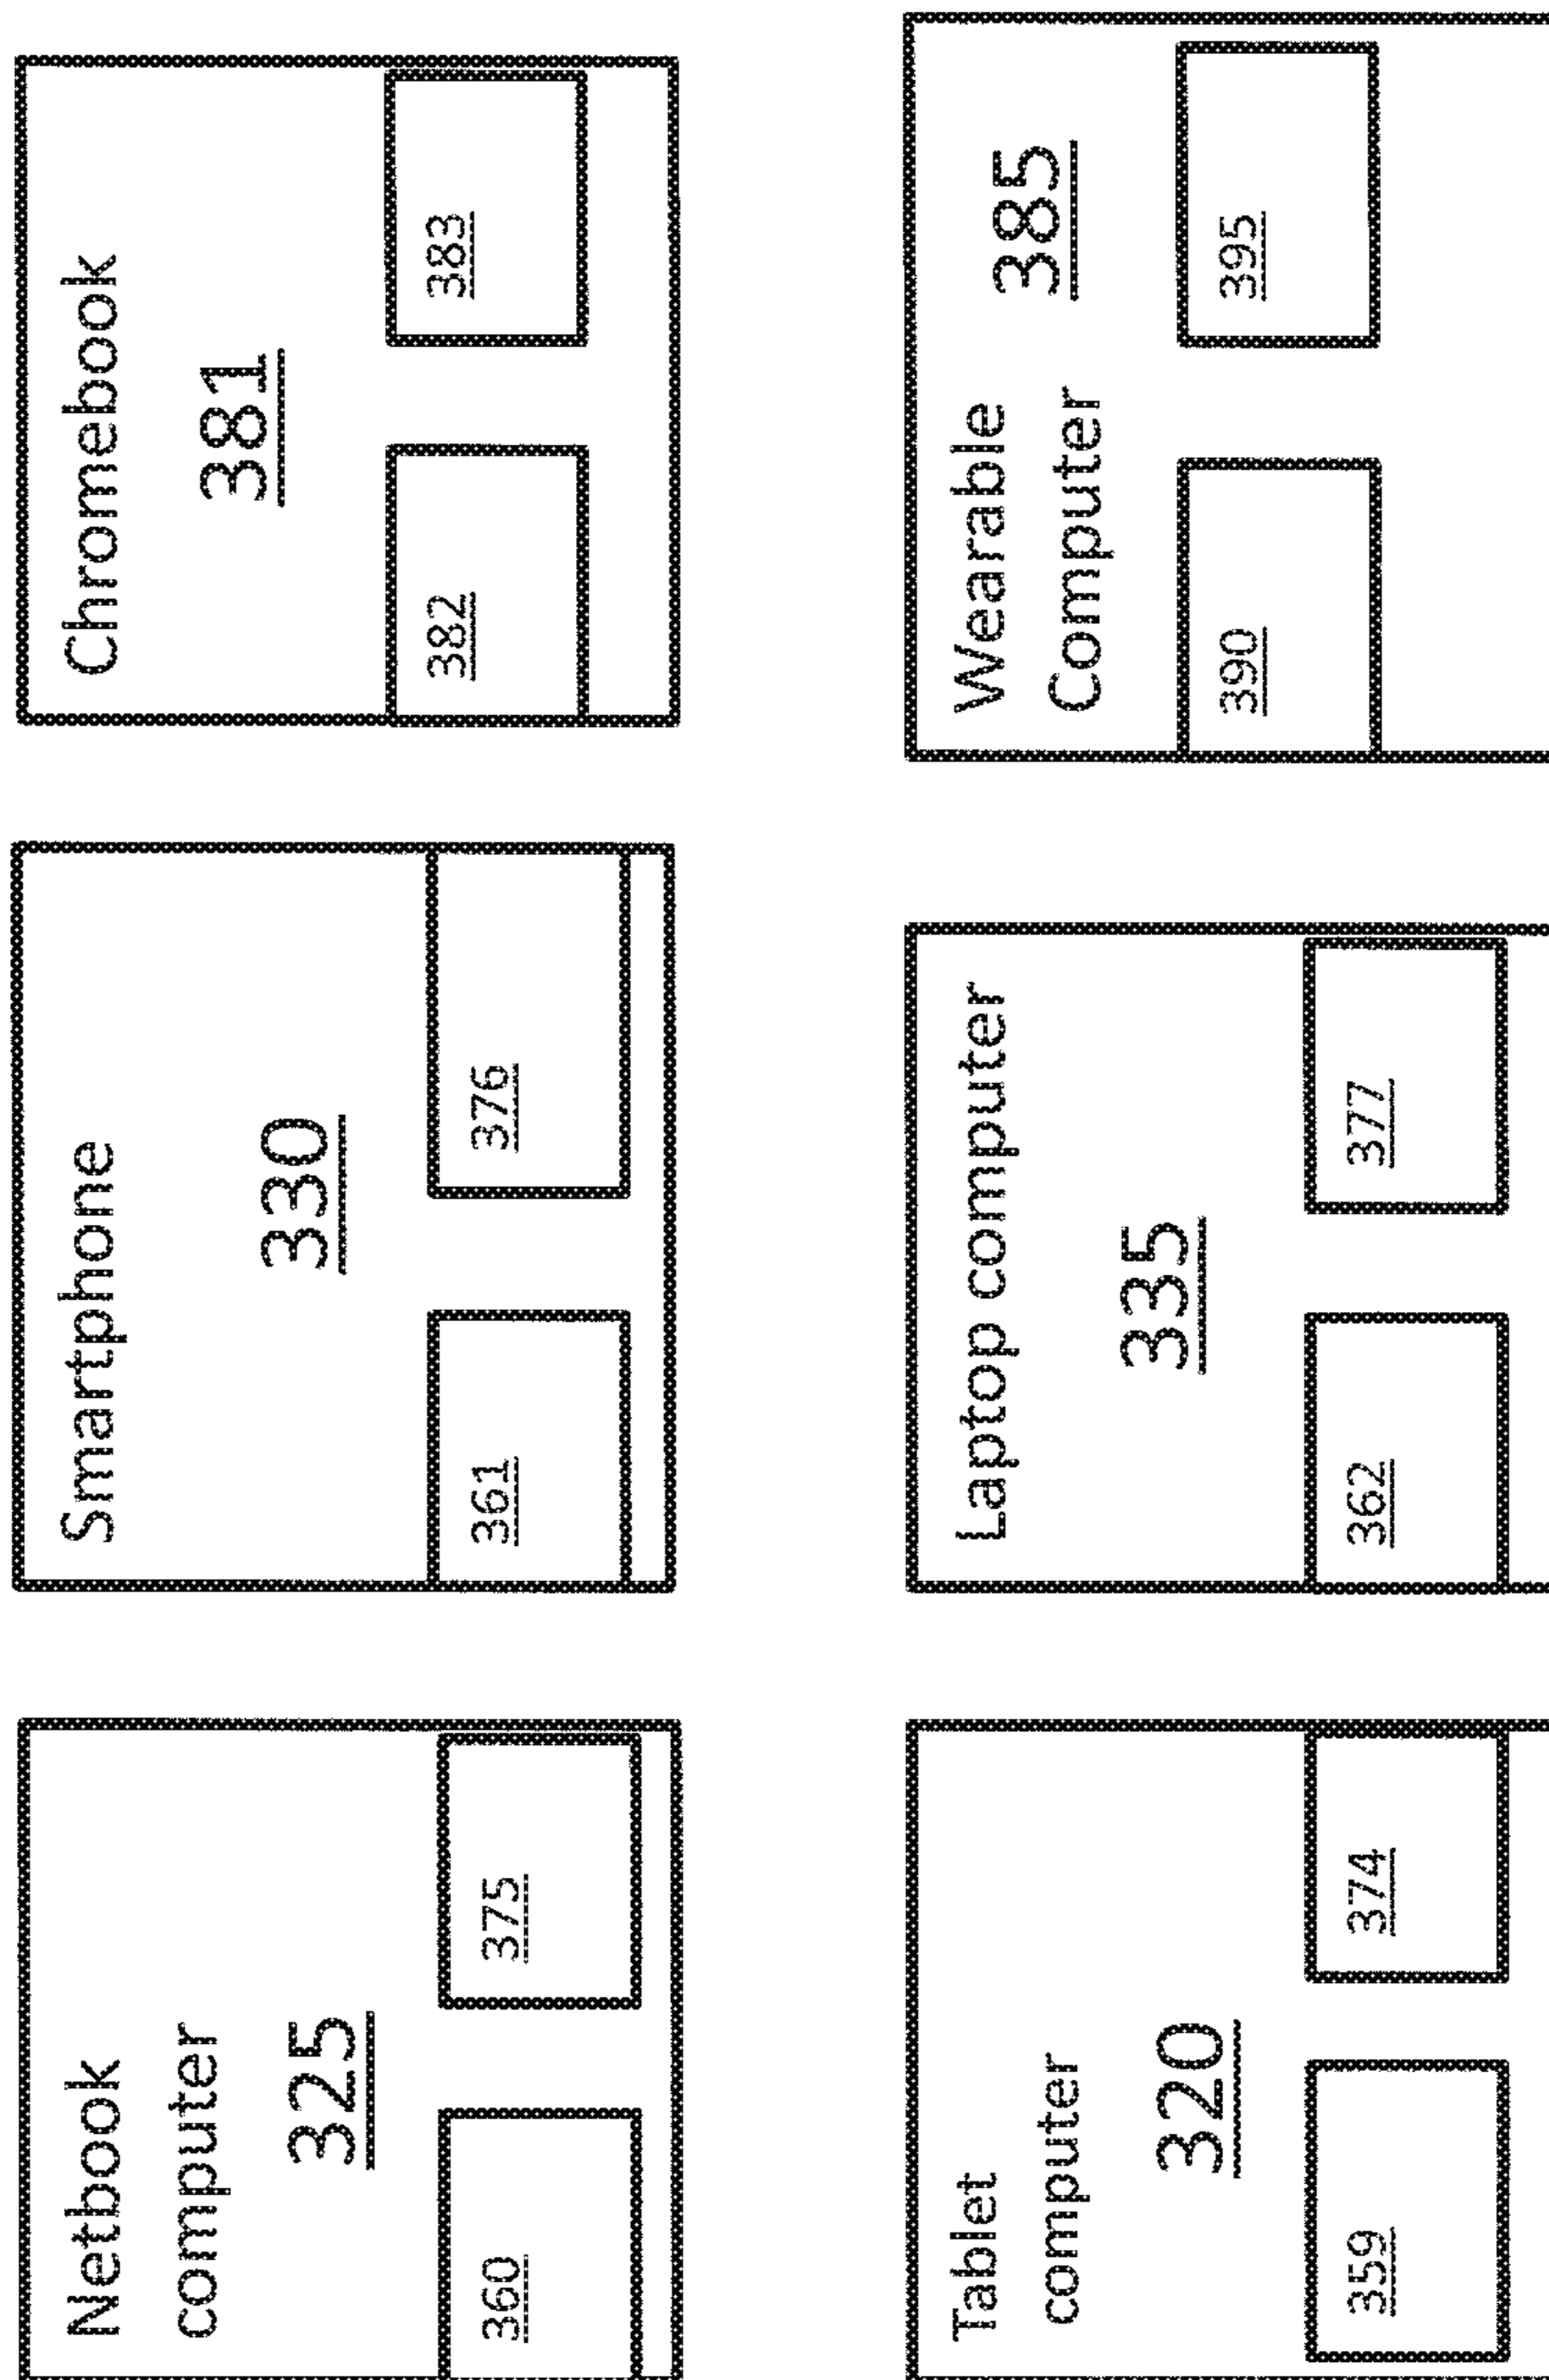 Netbook
computer
325
360
375
Smartphone
330
361
376
Chromebook
381
382
383
Tablet
computer
320
359
374
Laptop computer
335
362
377
Wearable
Computer
385
390
395